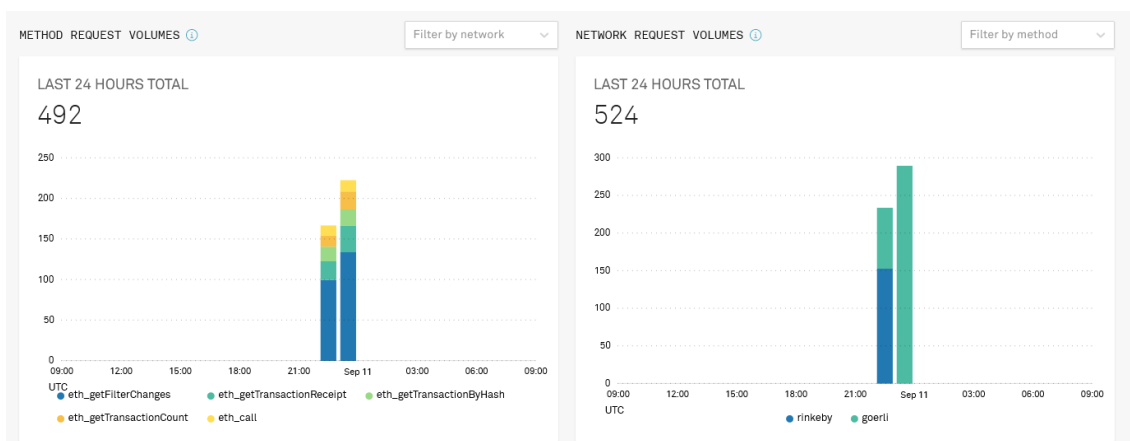 METHOD REQUEST VOLUMES
Filter by network
LAST 24 HOURS TOTAL
492
250
200
150
100
50
0
09:00 12:00 15:00 18:00 21:00 Sep 11 03:00 06:00 09:00
UTC
eth_getFilterChanges eth_getTransactionReceipt eth_getTransactionByHash
eth_getTransactionCount eth_call
NETWORK REQUEST VOLUMES
Filter by method
LAST 24 HOURS TOTAL
524
300
250
200
150
100
50
0
09:00 12:00 15:00 18:00 21:00 Sep 11 03:00 06:00 09:00
UTC
rinkeby goerli